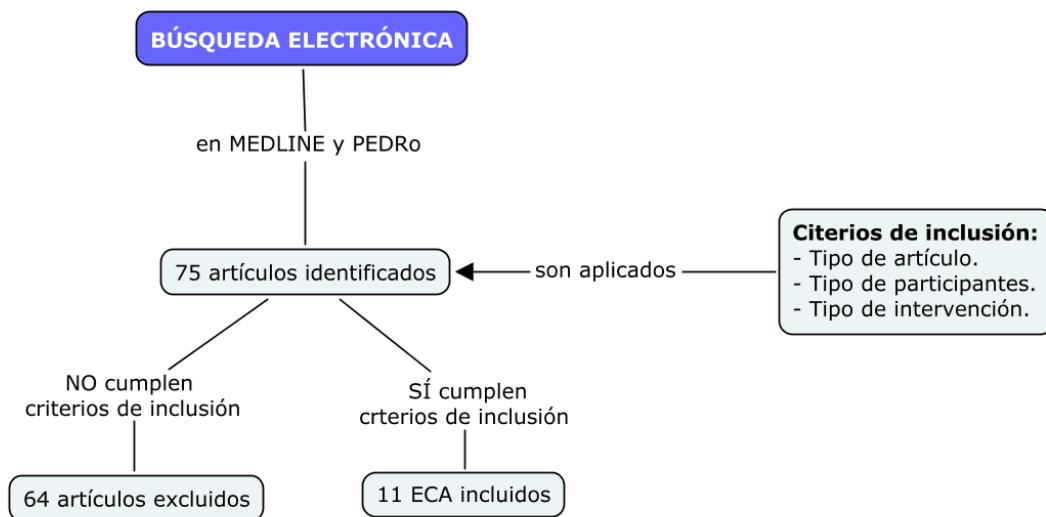 BÚSQUEDA ELECTRÓNICA
en MEDLINE y PEDRo
75 artículos identificados
son aplicados
Citerios de inclusión:
- Tipo de artículo.
- Tipo de participantes.
- Tipo de intervención.
NO cumplen
criterios de inclusión
SÍ cumplen
crterios de inclusión
64 artículos excluidos
11 ECA incluidos